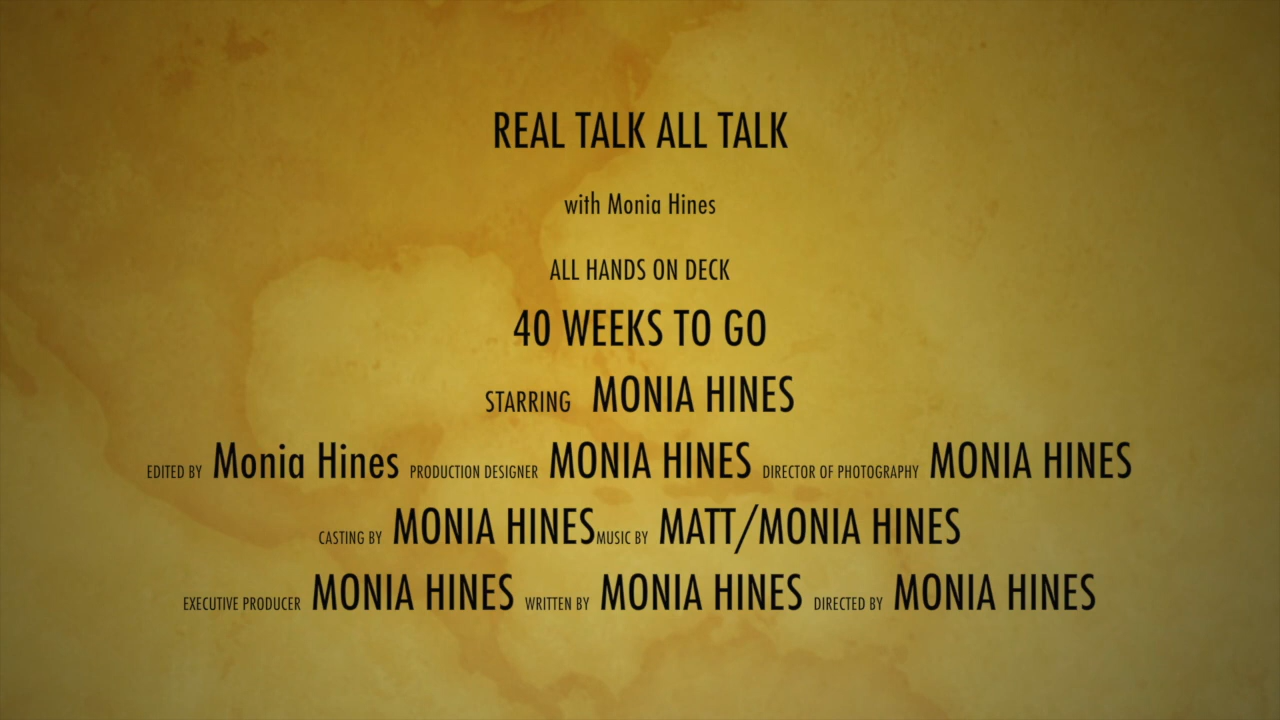 REAL TALK ALL TALK
with Monia Hines
ALL HANDS ON DECK
40 WEEKS TO GO
STARRING MONIA HINES
EDITED BY Monia Hines PRODUCTION DESIGNER MONIA HINES DIRECTOR OF PHOTOGRAPHY MONIA HINES
CASTING BY MONIA HINES MUSIC BY MATT/MONIA HINES
EXECUTIVE PRODUCER MONIA HINES WRITTEN BY MONIA HINES DIRECTED BY MONIA HINES